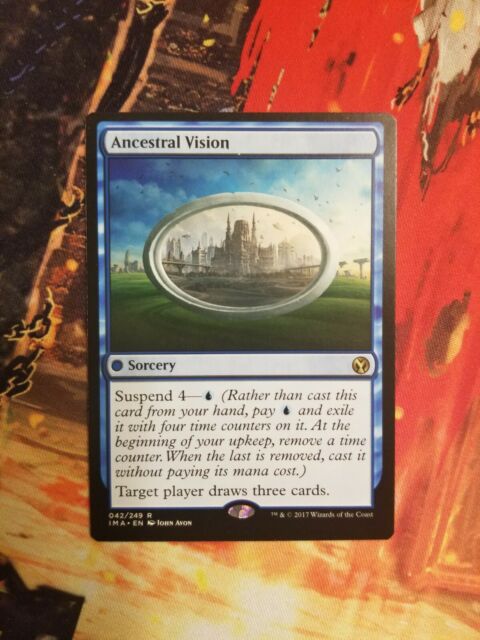 Ancestral Vision
Sorcery
Suspend 4— (Rather than cast this
card from your hand, pay and exile
it with four time counters on it. At the
beginning of your upkeep, remove a time
counter. When the last is removed, cast it
without paying its mana cost.)
Target player draws three cards.
042/249 R
IMA • EN John Avon
™ & © 2017 Wizards of the Coast